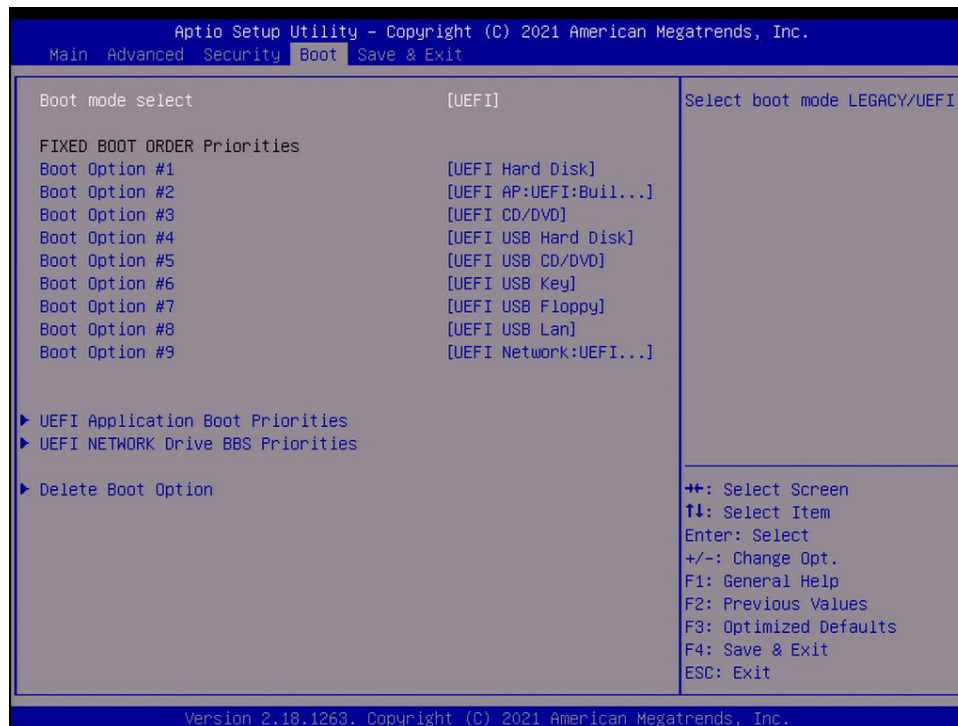 Aptio Setup Utility – Copyright (C) 2021 American Megatrends, Inc.
Main Advanced Security Boot Save & Exit
Boot mode select [UEFI]
FIXED BOOT ORDER Priorities
Boot Option #1 [UEFI Hard Disk]
Boot Option #2 [UEFI AP:UEFI:Buil...]
Boot Option #3 [UEFI CD/DVD]
Boot Option #4 [UEFI USB Hard Disk]
Boot Option #5 [UEFI USB CD/DVD]
Boot Option #6 [UEFI USB Key]
Boot Option #7 [UEFI USB Floppy]
Boot Option #8 [UEFI USB Lan]
Boot Option #9 [UEFI Network:UEFI...]
UEFI Application Boot Priorities
UEFI NETWORK Drive BBS Priorities
Delete Boot Option
Select boot mode LEGACY/UEFI
→←: Select Screen
↑↓: Select Item
Enter: Select
+/-: Change Opt.
F1: General Help
F2: Previous Values
F3: Optimized Defaults
F4: Save & Exit
ESC: Exit
Version 2.18.1263. Copyright (C) 2021 American Megatrends, Inc.